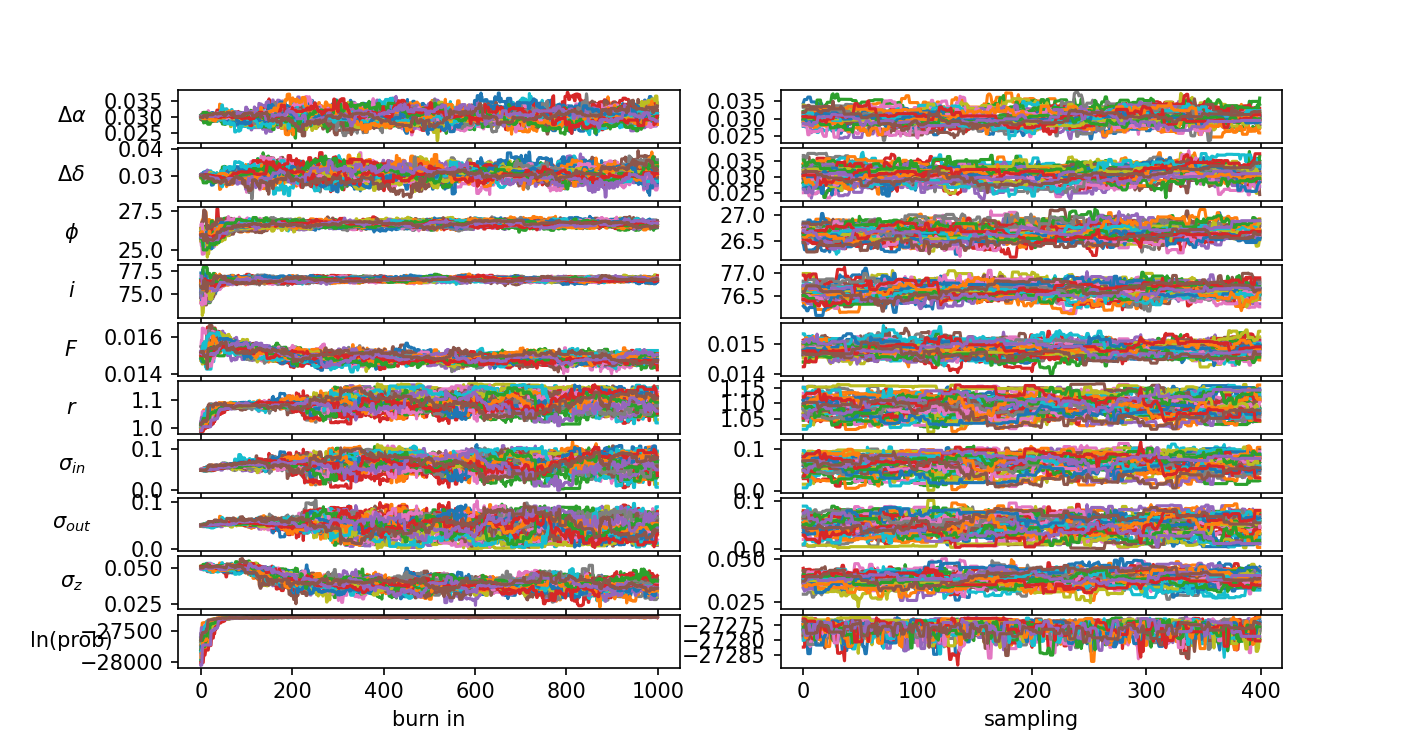 Δα 0.035 0.030 0.025 0.035 0.030 0.025
Δδ 0.04 0.03 0.035 0.030 0.025
ϕ 27.5 25.0 27.0 26.5
i 77.5 75.0 77.0 76.5
F 0.016 0.014 0.015 0.014
r 1.1 1.0 1.15 1.10 1.05
σin 0.1 0.0 0.0
σout 0.1 0.0 0.1 0.0
σz 0.050 0.025 0.050 0.025
ln(prob) −27500 −28000 −27275 −27280 −27285
0 200 400 600 800 1000 0 100 200 300 400
burn in sampling